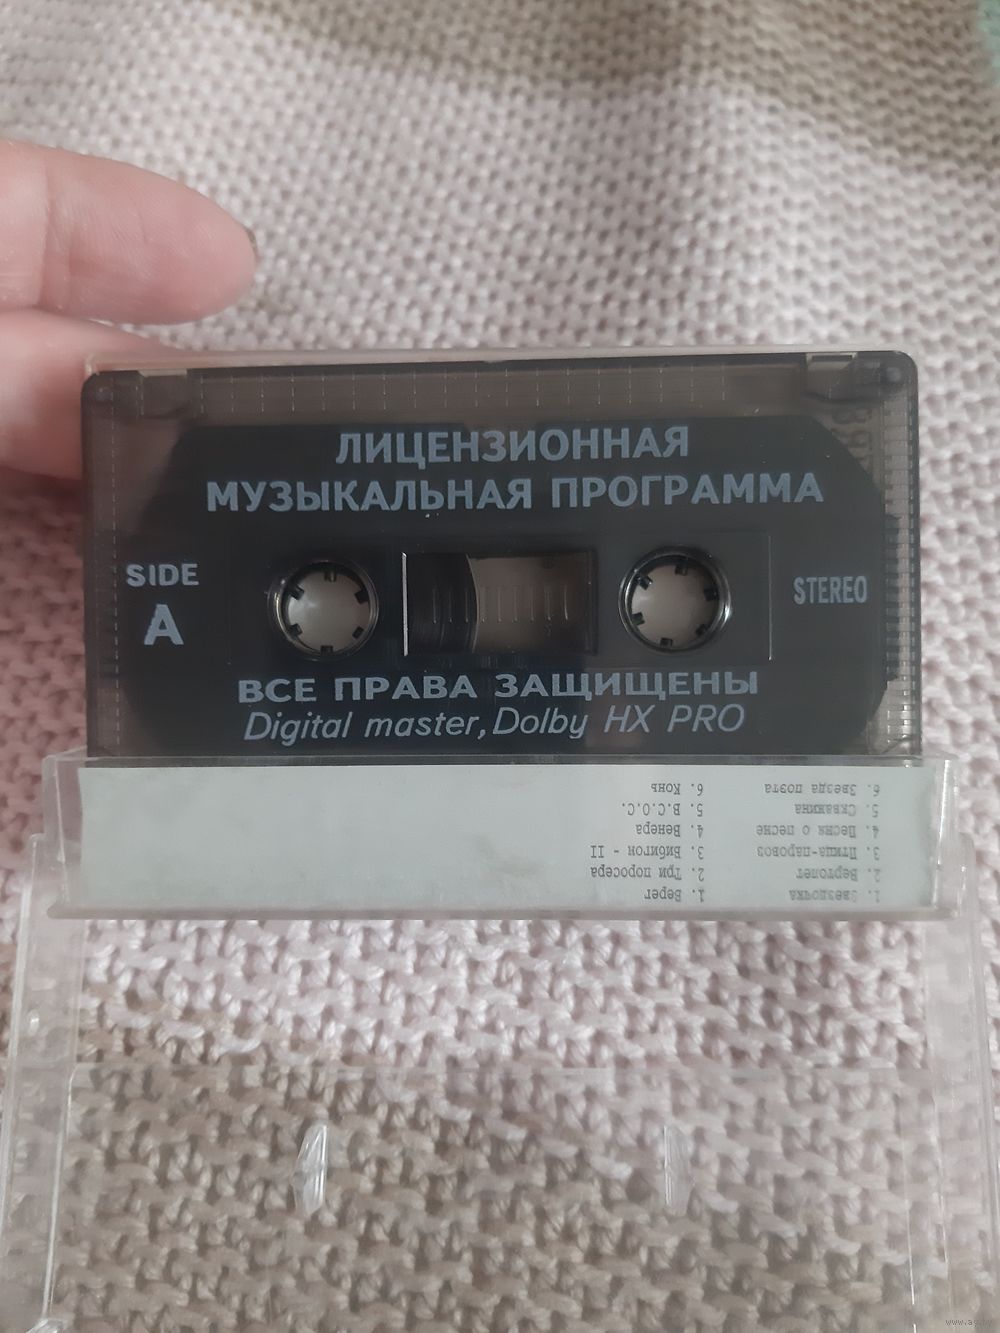 ЛИЦЕНЗИОННАЯ
МУЗЫКАЛЬНАЯ ПРОГРАММА
SIDE
A
STEREO
ВСЕ ПРАВА ЗАЩИЩЕНЫ
Digital master, Dolby HX PRO
1. Звездочка
2. Вертолет
3. Птица-паровоз
4. Песня о песне
5. Скважина
6. Звезда поэта
1. Берег
2. Три поросера
3. Бибигон - II
4. Венера
5. В.С.О.С.
6. Конь